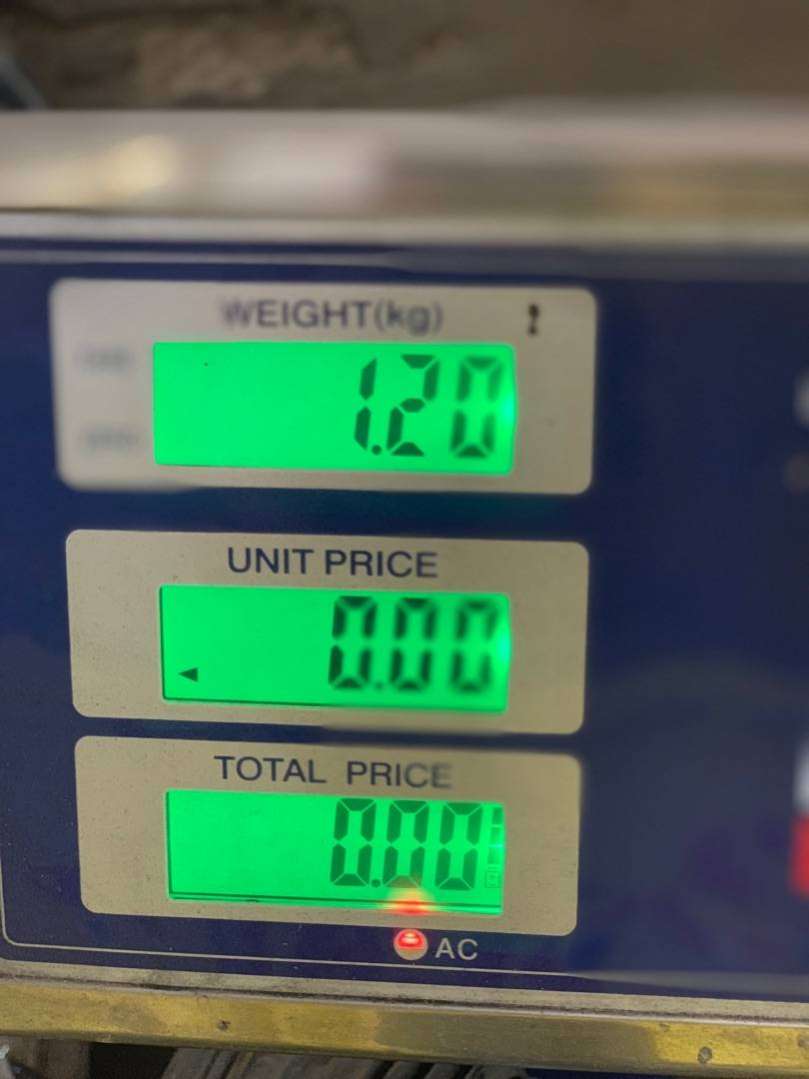 WEIGHT(kg)
1.20
UNIT PRICE
0.00
TOTAL PRICE
0.00
AC